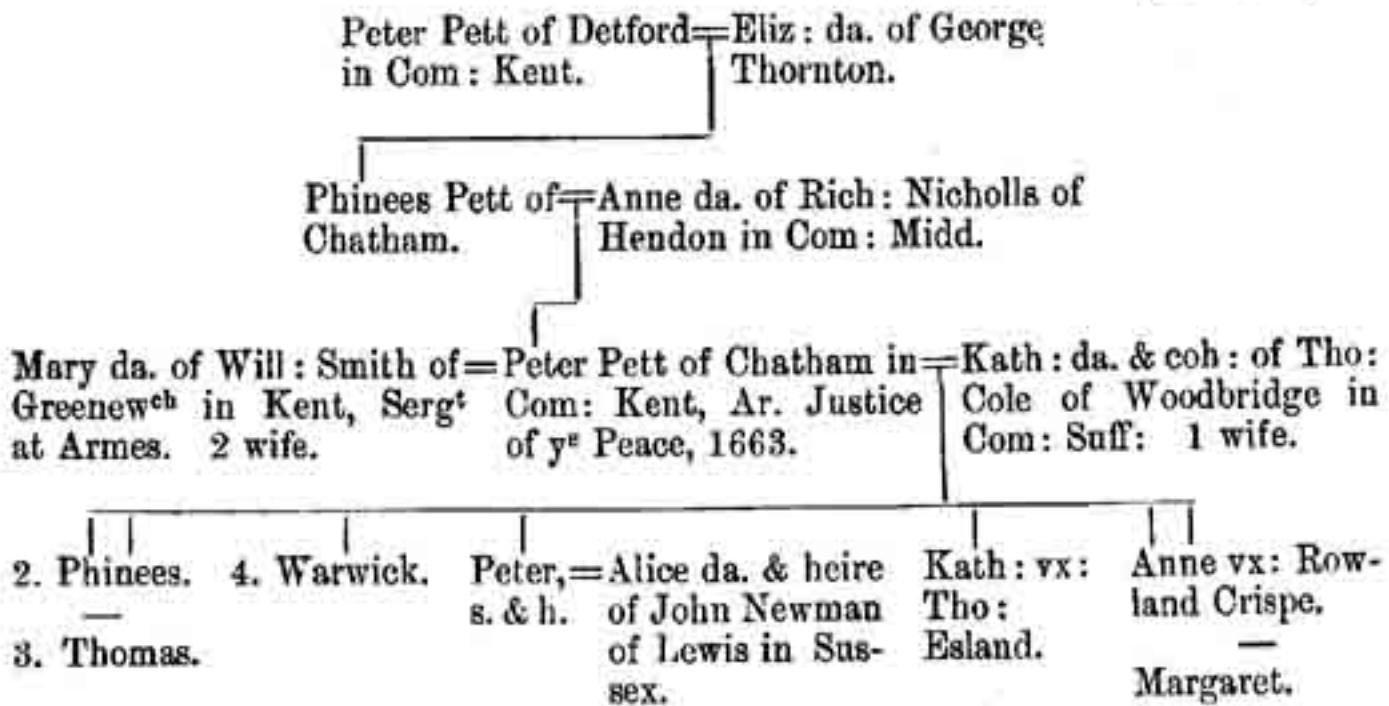 Peter Pett of Detford=Eliz : da. of George
in Com : Kent. Thornton.
Phinees Pett of=Anne da. of Rich : Nicholls of
Chatham. Hendon in Com : Midd.
Mary da. of Will : Smith of=Peter Pett of Chatham in=Kath : da. & coh : of Tho:
Greenewch in Kent, Sergt Com: Kent, Ar. Justice Cole of Woodbridge in
at Armes. 2 wife. of ye Peace, 1663. Com : Suff: 1 wife.
2. Phinees. 4. Warwick. Peter,=Alice da. & heire Kath : vx: Anne vx: Row-
— s. & h. of John Newman Tho: land Crispe.
3. Thomas. of Lewis in Sus- Esland. —
sex. Margaret.